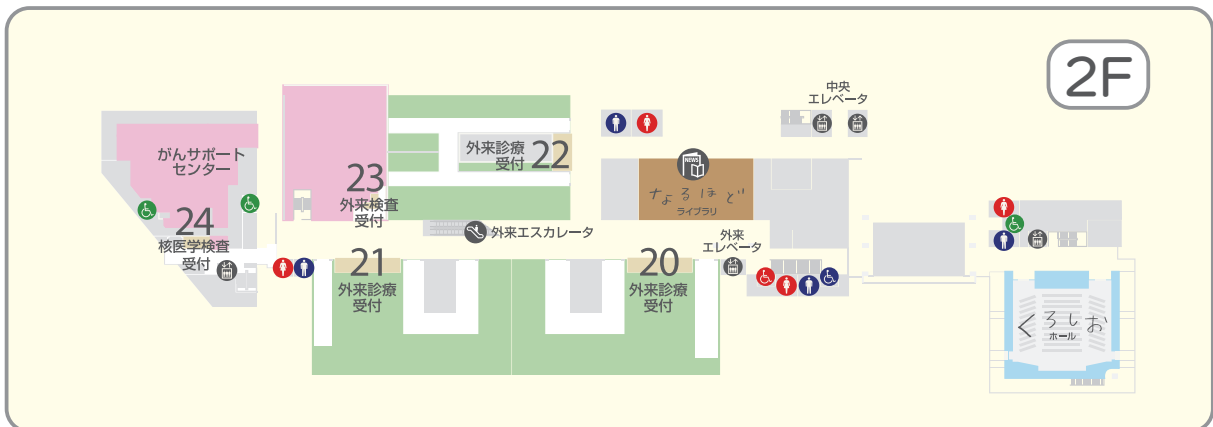 2F
中央
エレベータ
がんサポート
センター
24
核医学検査
受付
23
外来検査
受付
外来診療
受付
22
NEWS
なるほど
ライブラリ
外来エスカレータ
外来
エレベータ
21
外来診療
受付
20
外来診療
受付
くろしお
ホール